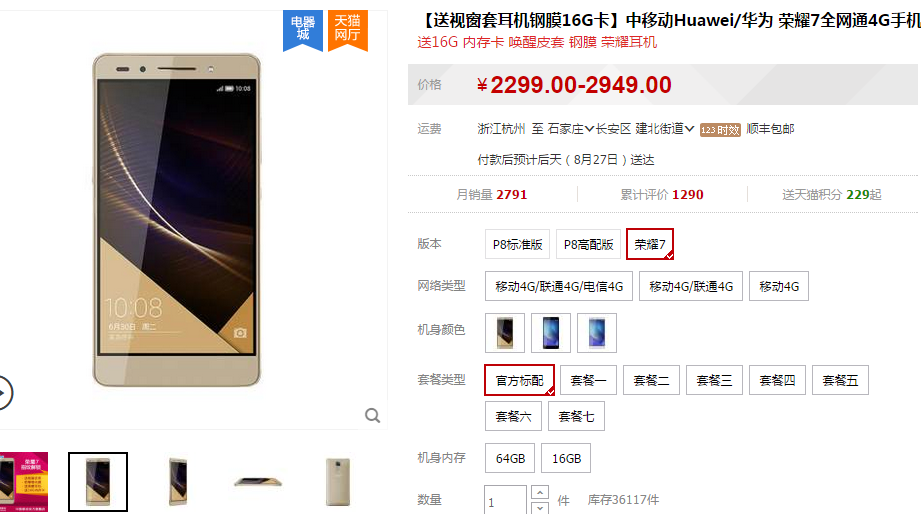 电器城
天猫网厅
10:08
10:08
6月30日 周二
【送视窗套耳机钢膜16G卡】中移动Huawei/华为 荣耀7全网通4G手机
送16G 内存卡 唤醒皮套 钢膜 荣耀耳机
价格 ¥2299.00-2949.00
运费 浙江杭州 至 石家庄 长安区 建北街道 123时效 顺丰包邮
付款后预计后天（8月27日）送达
月销量 2791 累计评价 1290 送天猫积分 229起
版本 P8标准版 P8高配版 荣耀7
网络类型 移动4G/联通4G/电信4G 移动4G/联通4G 移动4G
机身颜色
套餐类型 官方标配 套餐一 套餐二 套餐三 套餐四 套餐五
套餐六 套餐七
机身内存 64GB 16GB
数量 1 件 库存36117件
荣耀7